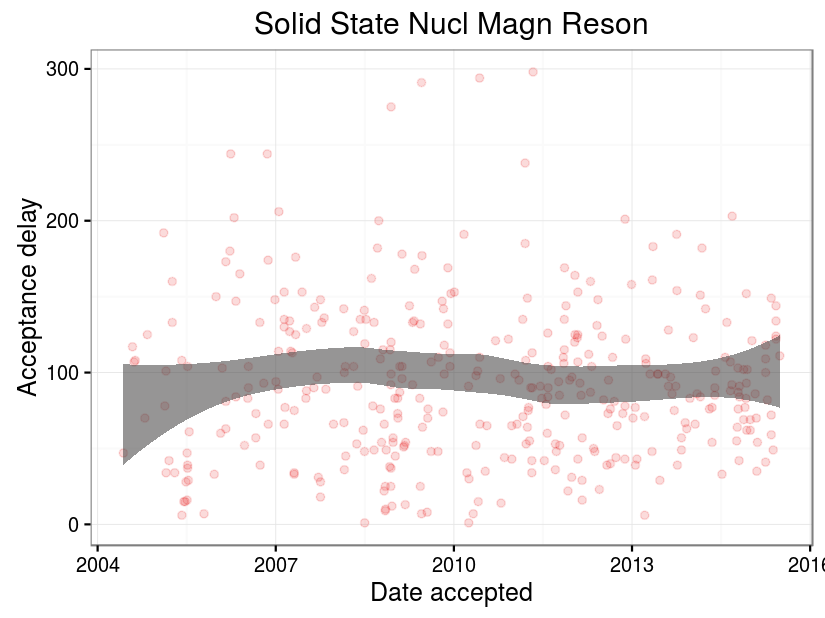 Solid State Nucl Magn Reson
Acceptance delay
300
200
100
0
2004 2007 2010 2013 2016
Date accepted